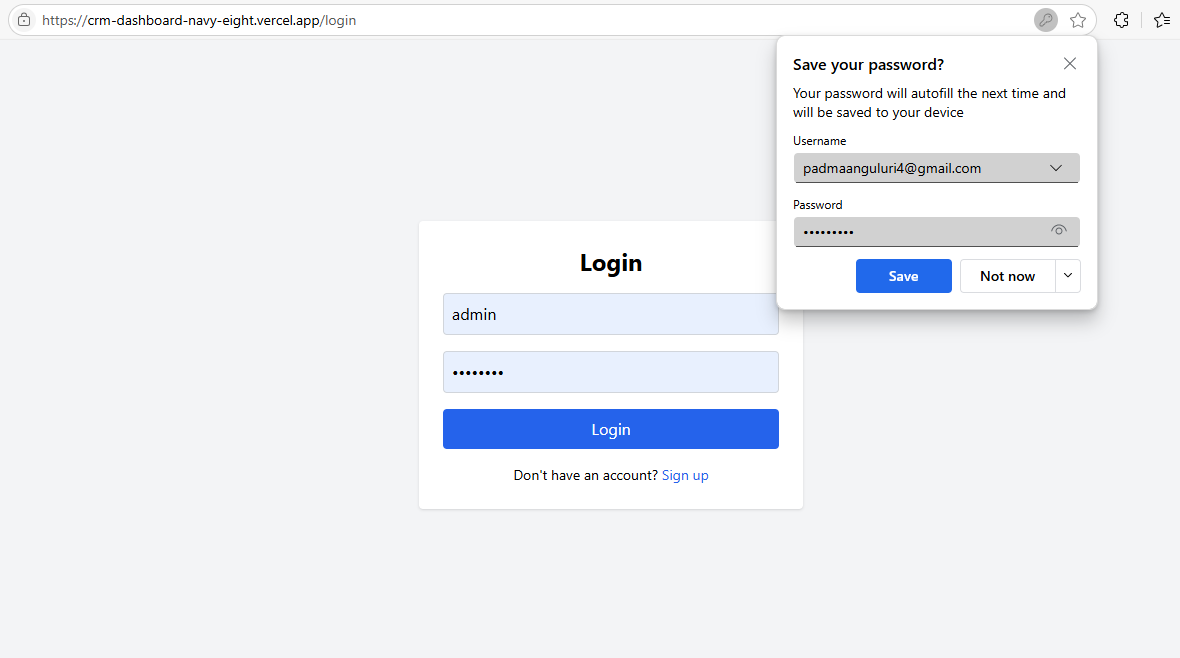 https://crm-dashboard-navy-eight.vercel.app/login
Save your password?
Your password will autofill the next time and
will be saved to your device
Username
padmaanguluri4@gmail.com
Password
•••••••••
Save
Not now
Login
admin
••••••••
Login
Don't have an account? Sign up